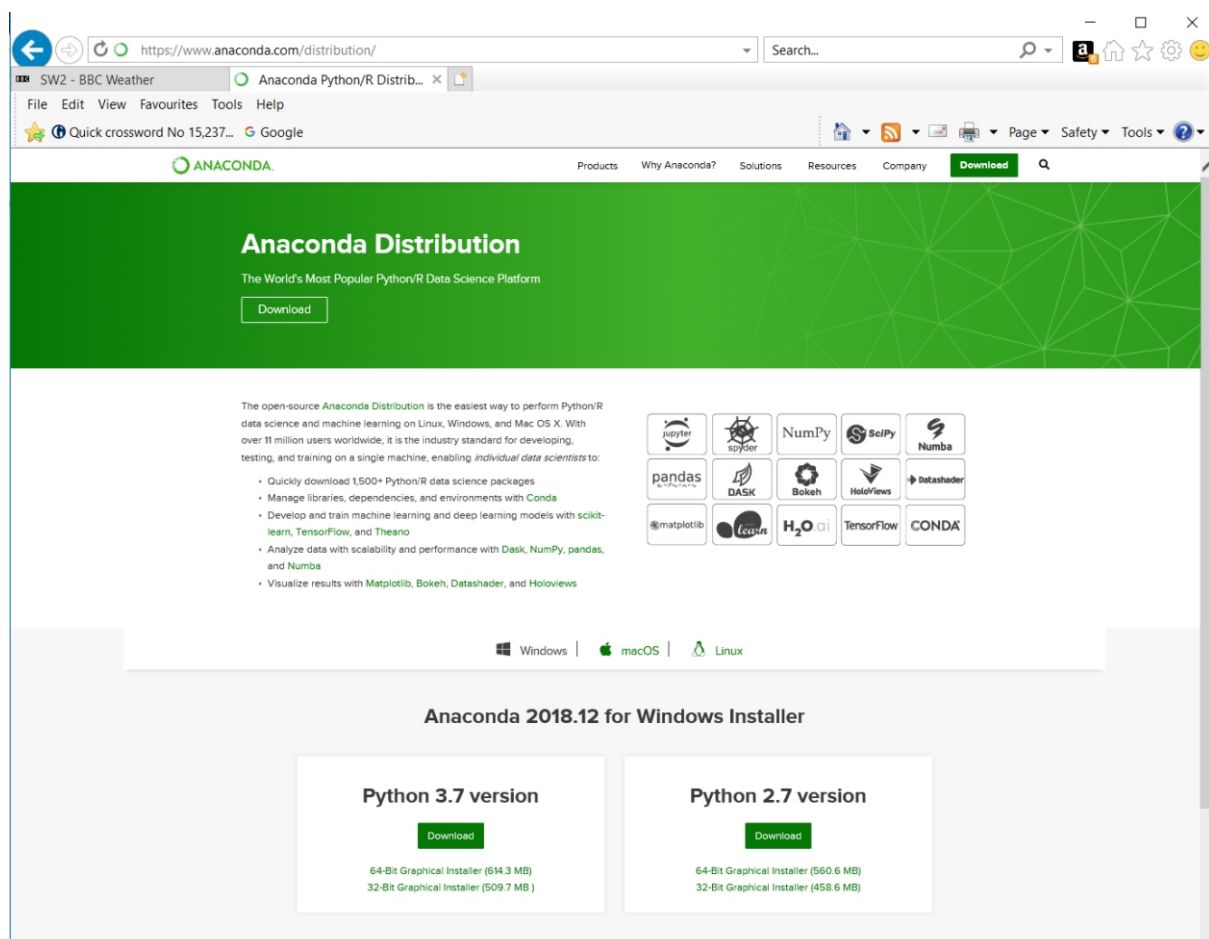 https://www.anaconda.com/distribution/
Search...
SW2 - BBC Weather
Anaconda Python/R Distrib...
File Edit View Favourites Tools Help
Quick crossword No 15,237... G Google
Page Safety Tools
ANACONDA.
Products Why Anaconda? Solutions Resources Company Download
Anaconda Distribution
The World's Most Popular Python/R Data Science Platform
Download
The open-source Anaconda Distribution is the easiest way to perform Python/R
data science and machine learning on Linux, Windows, and Mac OS X. With
over 11 million users worldwide, it is the industry standard for developing,
testing, and training on a single machine, enabling individual data scientists to:
• Quickly download 1,500+ Python/R data science packages
• Manage libraries, dependencies, and environments with Conda
• Develop and train machine learning and deep learning models with scikit-
learn, TensorFlow, and Theano
• Analyze data with scalability and performance with Dask, NumPy, pandas,
and Numba
• Visualize results with Matplotlib, Bokeh, Datashader, and Holoviews
jupyter spyder NumPy SciPy Numba
pandas DASK Bokeh HoloViews Datashader
matplotlib learn H2O.ai TensorFlow CONDA
Windows | macOS | Linux
Anaconda 2018.12 for Windows Installer
Python 3.7 version
Download
64-Bit Graphical Installer (614.3 MB)
32-Bit Graphical Installer (509.7 MB )
Python 2.7 version
Download
64-Bit Graphical Installer (560.6 MB)
32-Bit Graphical Installer (458.6 MB)